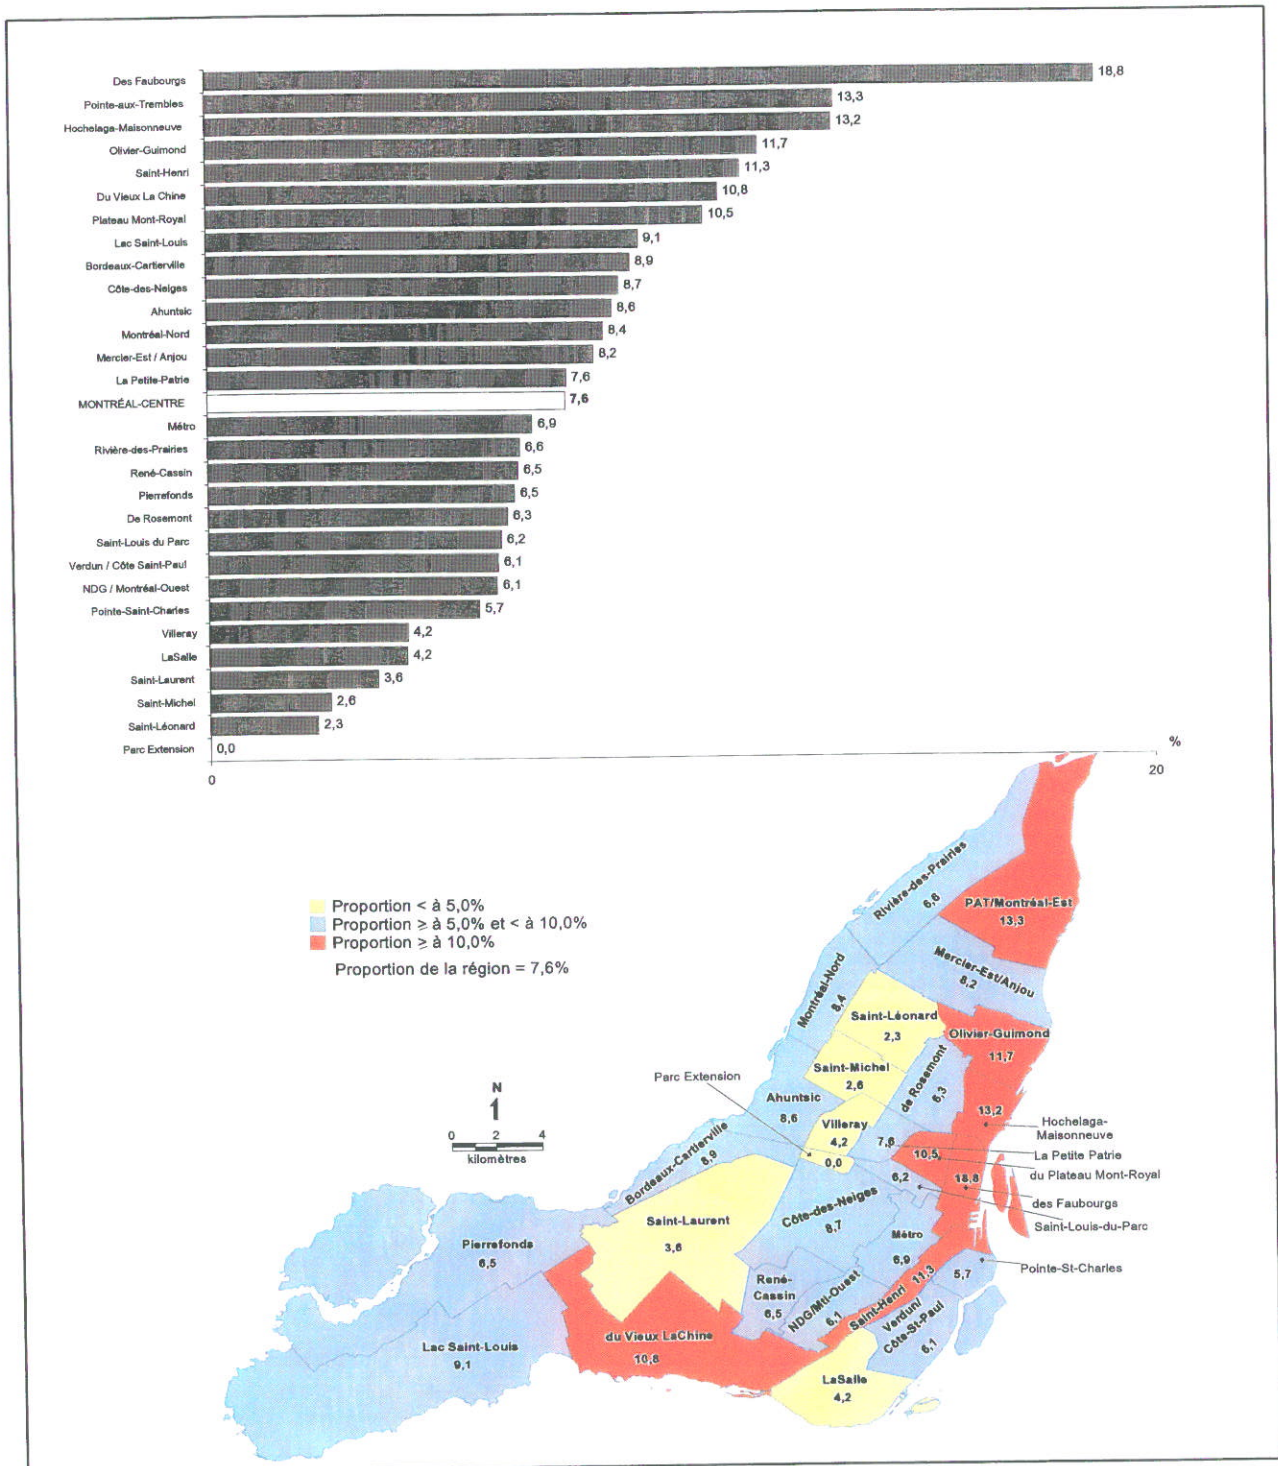 Des Faubourgs 18,8
Pointe-aux-Trembles 13,3
Hochelaga-Maisonneuve 13,2
Olivier-Guimond 11,7
Saint-Henri 11,3
Du Vieux La Chine 10,8
Plateau Mont-Royal 10,5
Lac Saint-Louis 9,1
Bordeaux-Cartierville 8,9
Côte-des-Neiges 8,7
Ahuntsic 8,6
Montréal-Nord 8,4
Mercier-Est / Anjou 8,2
La Petite-Patrie 7,6
MONTRÉAL-CENTRE 7,6
Métro 6,9
Rivière-des-Prairies 6,6
René-Cassin 6,5
Pierrefonds 6,5
De Rosemont 6,3
Saint-Louis du Parc 6,2
Verdun / Côte Saint-Paul 6,1
NDG / Montréal-Ouest 6,1
Pointe-Saint-Charles 5,7
Villeray 4,2
LaSalle 4,2
Saint-Laurent 3,6
Saint-Michel 2,6
Saint-Léonard 2,3
Parc Extension 0,0
%
0 20
Proportion < à 5,0%
Proportion ≥ à 5,0% et < à 10,0%
Proportion ≥ à 10,0%
Proportion de la région = 7,6%
Rivière-des-Prairies
6,6
PAT/Montréal-Est
13,3
Mercier-Est/Anjou
8,2
Montréal-Nord
8,4
Saint-Léonard
2,3
Olivier-Guimond
11,7
Saint-Michel
2,6
de Rosemont
6,3
Parc Extension
N
0 2 4
kilomètres
Ahuntsic
8,6
Villeray
4,2
0,0
7,6
13,2
Hochelaga-
Maisonneuve
La Petite Patrie
10,5
du Plateau Mont-Royal
18,8
des Faubourgs
6,2
Saint-Louis-du-Parc
Bordeaux-Cartierville
8,9
Côte-des-Neiges
8,7
Saint-Laurent
3,6
Métro
6,9
Pierrefonds
6,5
Pointe-St-Charles
5,7
René-
Cassin
6,5
NDG/Mtl-Ouest
6,1
Saint-Henri 11,3
Verdun/
Côte-St-Paul
6,1
du Vieux LaChine
10,8
Lac Saint-Louis
9,1
LaSalle
4,2